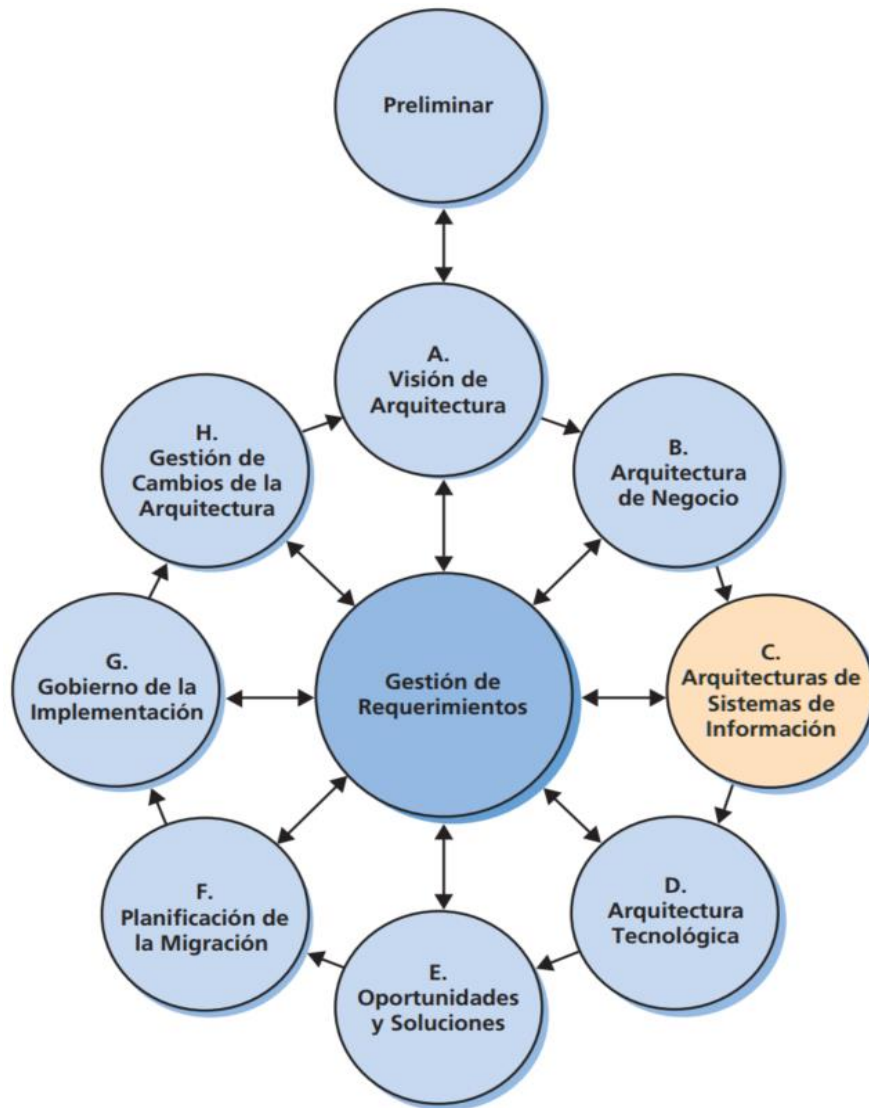 Preliminar
A.
Visión de
Arquitectura
B.
Arquitectura
de Negocio
C.
Arquitecturas de
Sistemas de
Información
D.
Arquitectura
Tecnológica
E.
Oportunidades
y Soluciones
F.
Planificación de
la Migración
G.
Gobierno de la
Implementación
H.
Gestión de
Cambios de la
Arquitectura
Gestión de
Requerimientos